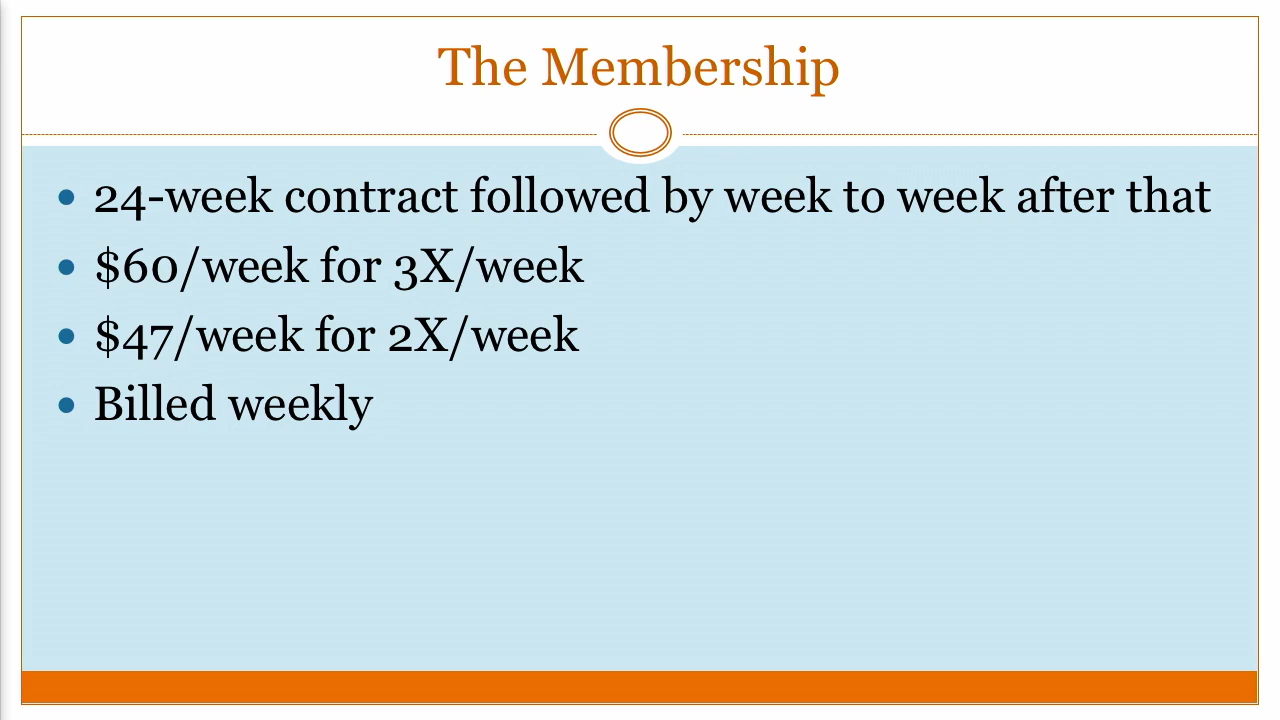 The Membership
24-week contract followed by week to week after that
$60/week for 3X/week
$47/week for 2X/week
Billed weekly